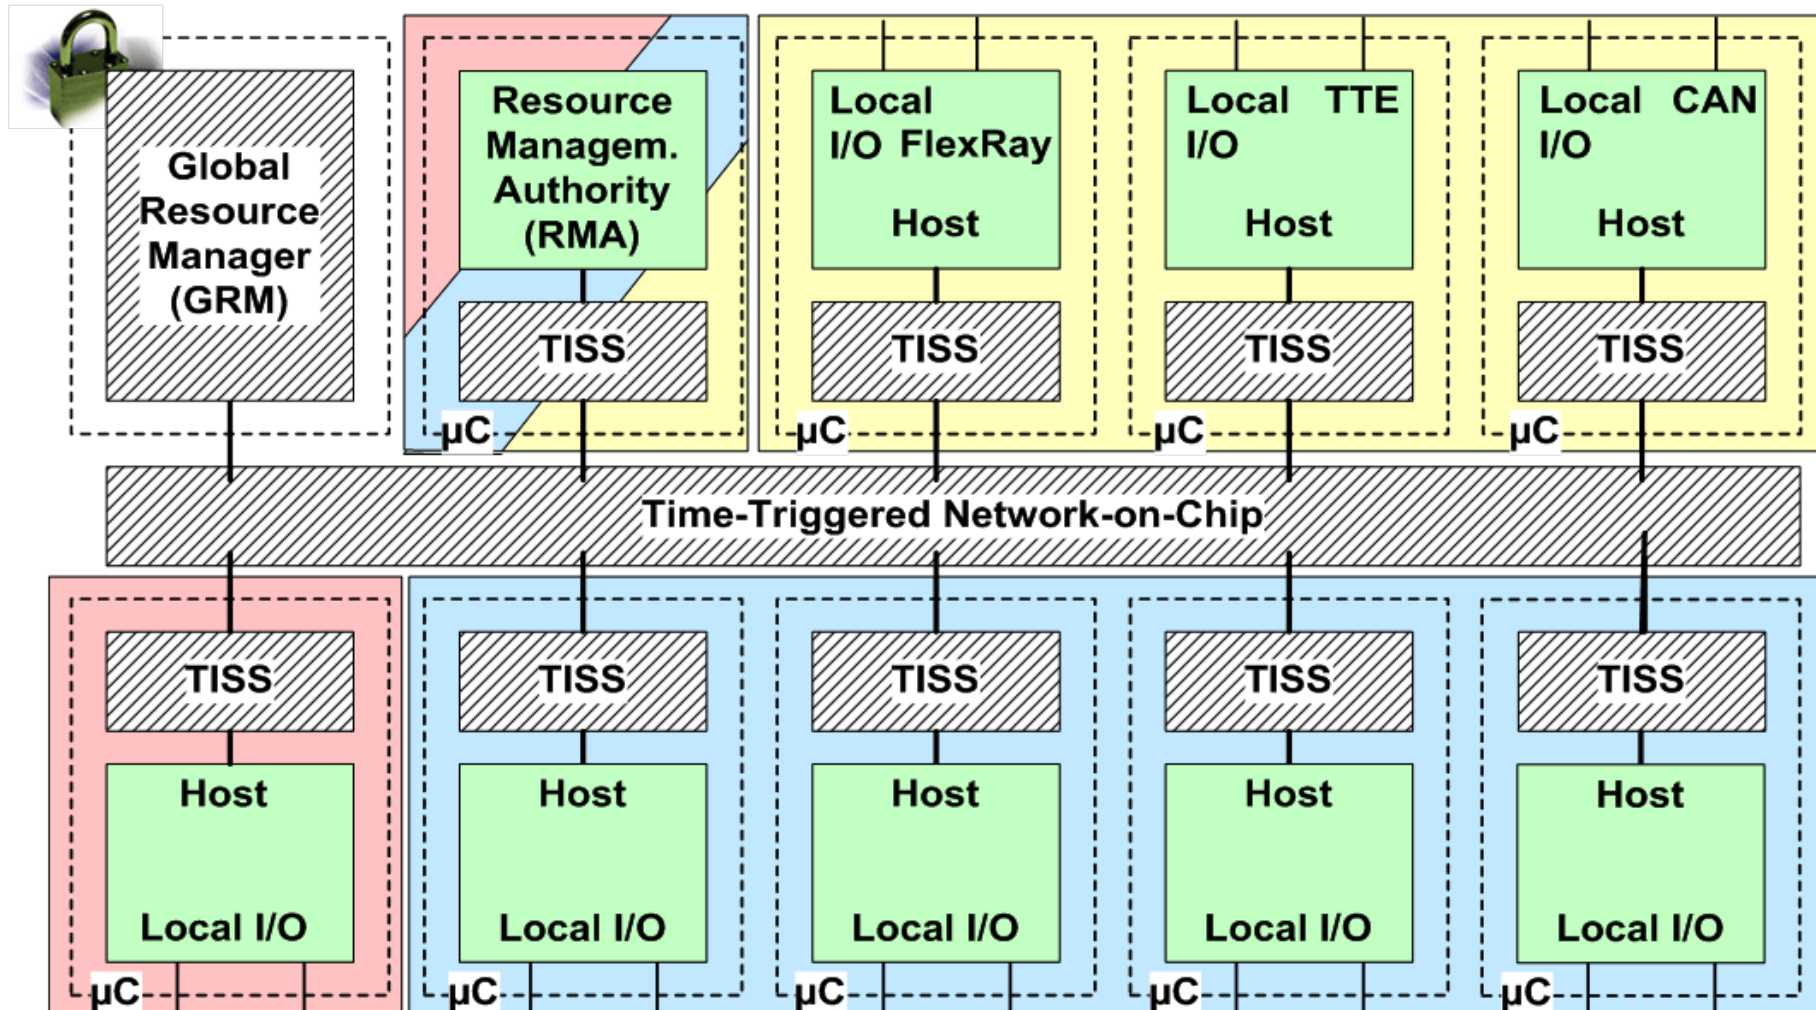 Global
Resource
Manager
(GRM)
Resource
Managem.
Authority
(RMA)
TISS
µC
Local
I/O FlexRay
Host
TISS
µC
Local TTE
I/O
Host
TISS
µC
Local CAN
I/O
Host
TISS
µC
Time-Triggered Network-on-Chip
TISS
Host
Local I/O
µC
TISS
Host
Local I/O
µC
TISS
Host
Local I/O
µC
TISS
Host
Local I/O
µC
TISS
Host
Local I/O
µC